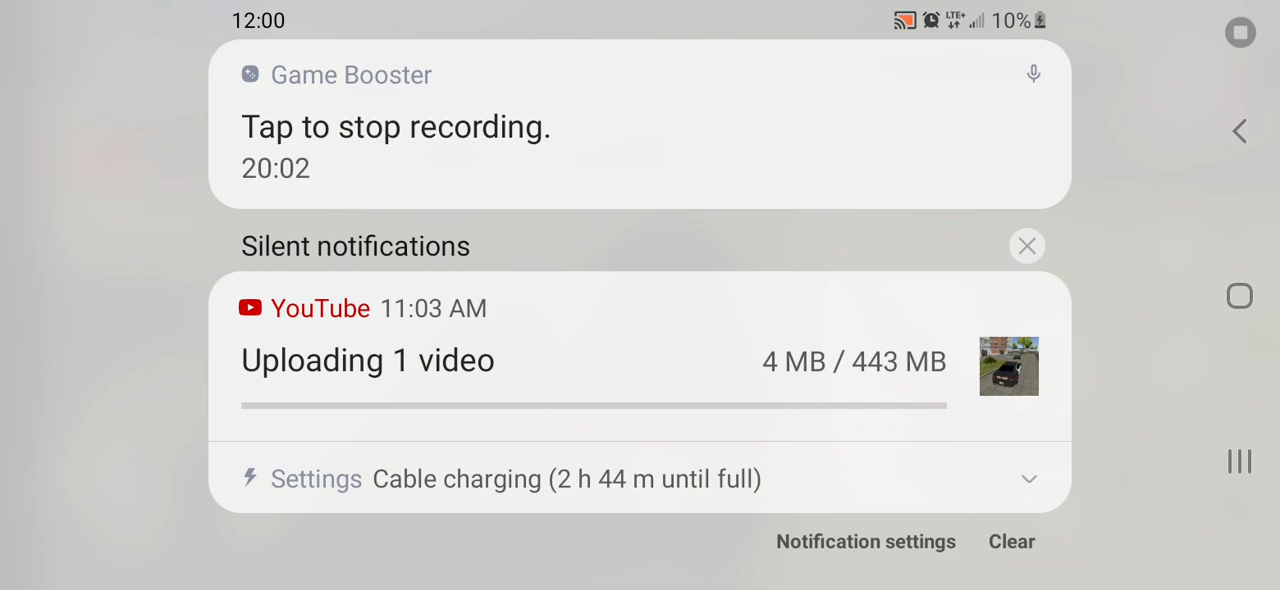 12:00 LTE+ 10%
Game Booster
Tap to stop recording.
20:02
Silent notifications
YouTube 11:03 AM
Uploading 1 video 4 MB / 443 MB
Settings Cable charging (2 h 44 m until full)
Notification settings Clear